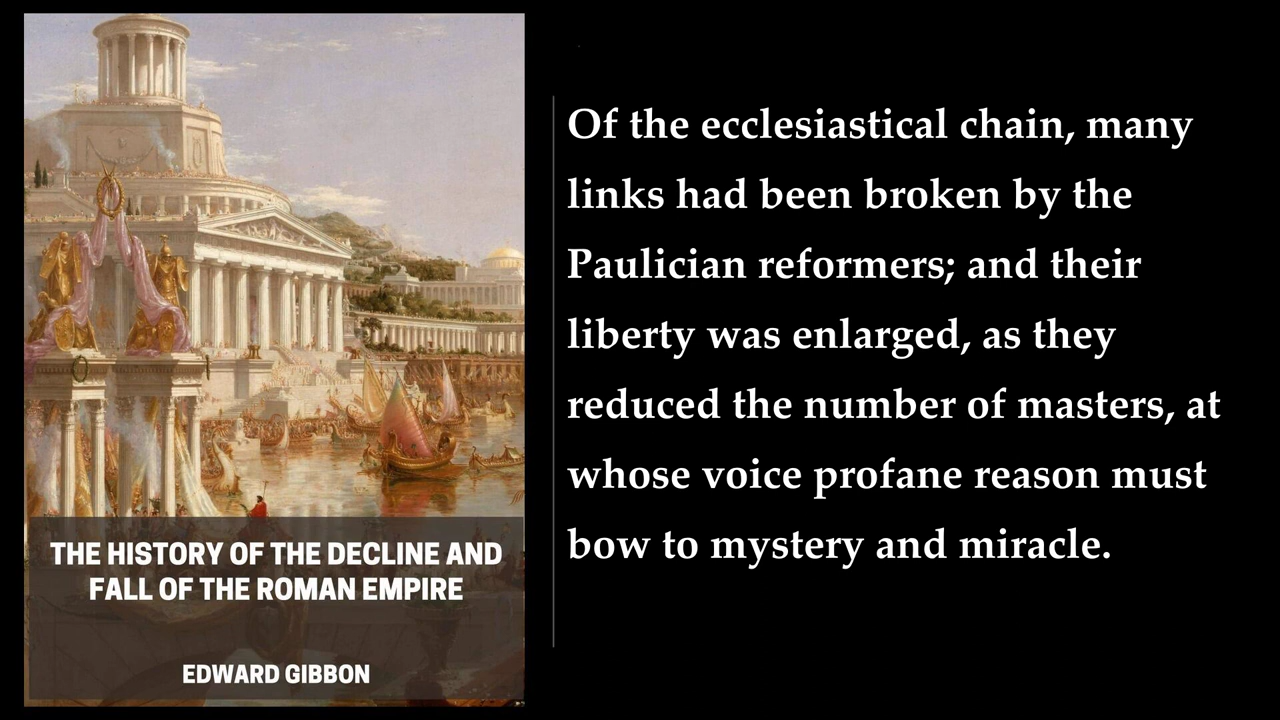 THE HISTORY OF THE DECLINE AND
FALL OF THE ROMAN EMPIRE
EDWARD GIBBON
Of the ecclesiastical chain, many
links had been broken by the
Paulician reformers; and their
liberty was enlarged, as they
reduced the number of masters, at
whose voice profane reason must
bow to mystery and miracle.